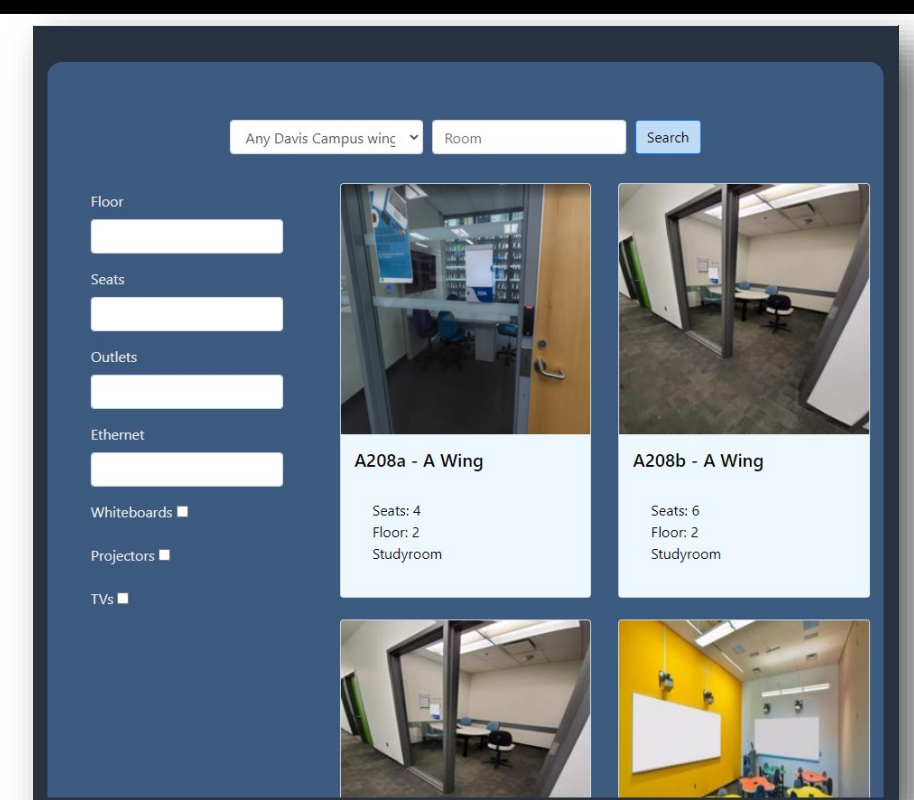 Any Davis Campus wing
Room
Search
Floor
Seats
Outlets
Ethernet
Whiteboards
Projectors
TVs
A208a - A Wing
Seats: 4
Floor: 2
Studyroom
A208b - A Wing
Seats: 6
Floor: 2
Studyroom